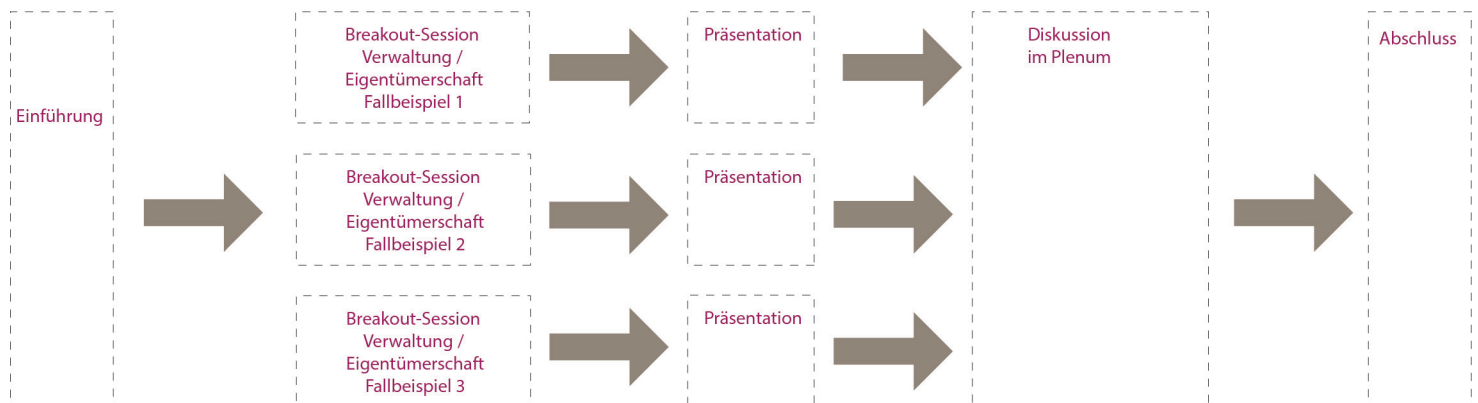 Einführung
Breakout-Session
Verwaltung /
Eigentümerschaft
Fallbeispiel 1
Präsentation
Breakout-Session
Verwaltung /
Eigentümerschaft
Fallbeispiel 2
Präsentation
Breakout-Session
Verwaltung /
Eigentümerschaft
Fallbeispiel 3
Präsentation
Diskussion
im Plenum
Abschluss